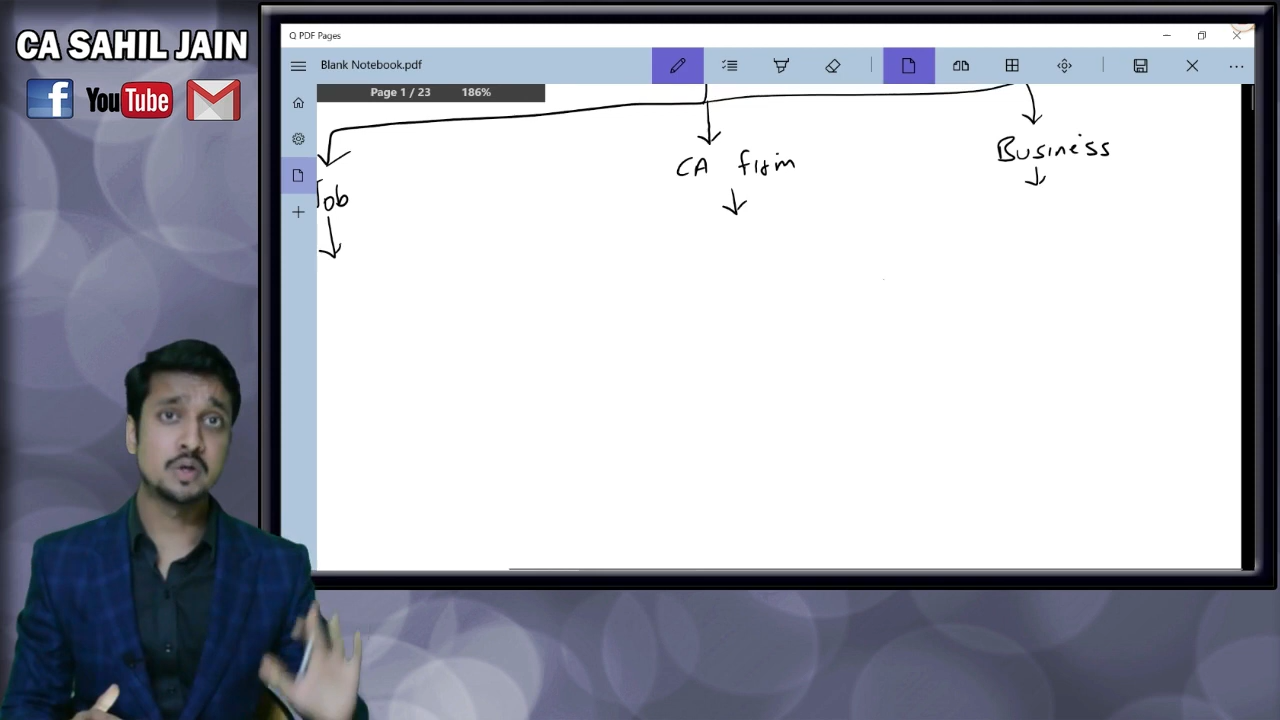 CA SAHIL JAIN
f You Tube
Q PDF Pages
Blank Notebook.pdf
Page 1 / 23 186%
Business
CA firm
Job